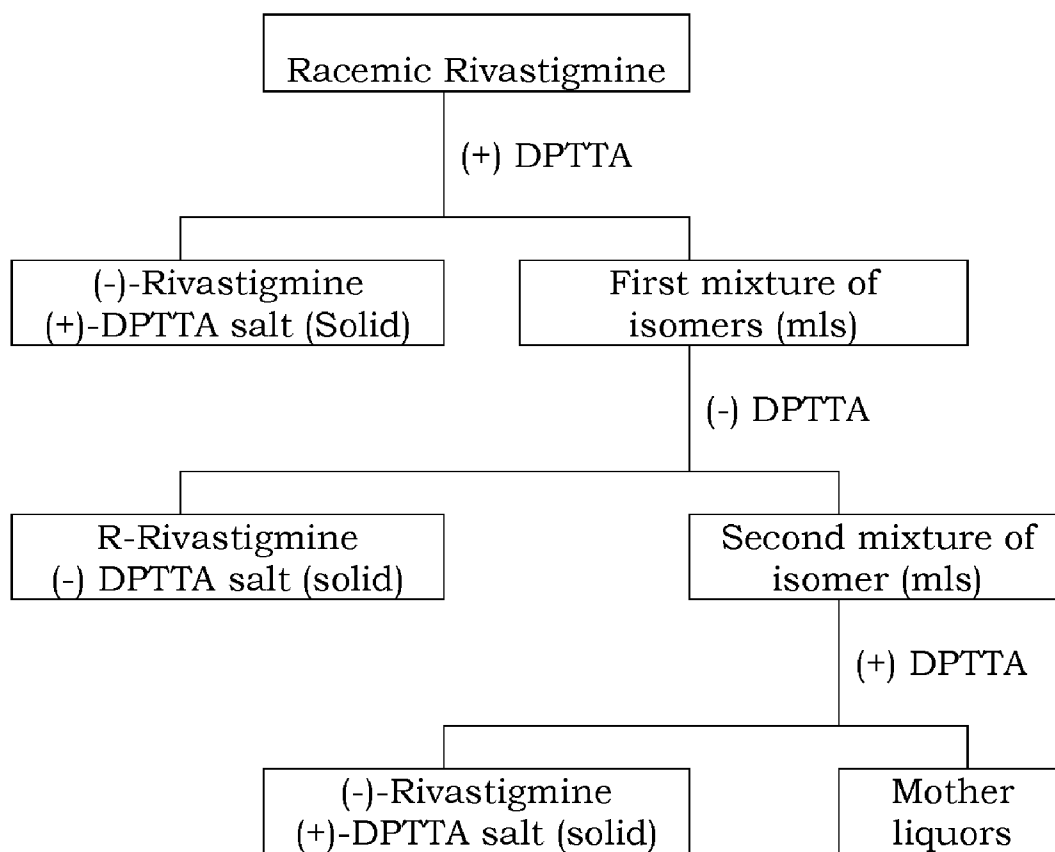 Racemic Rivastigmine
(+) DPTTA
(-)-Rivastigmine
(+)-DPTTA salt (Solid)
First mixture of
isomers (mls)
(-) DPTTA
R-Rivastigmine
(-) DPTTA salt (solid)
Second mixture of
isomer (mls)
(+) DPTTA
(-)-Rivastigmine
(+)-DPTTA salt (solid)
Mother
liquors